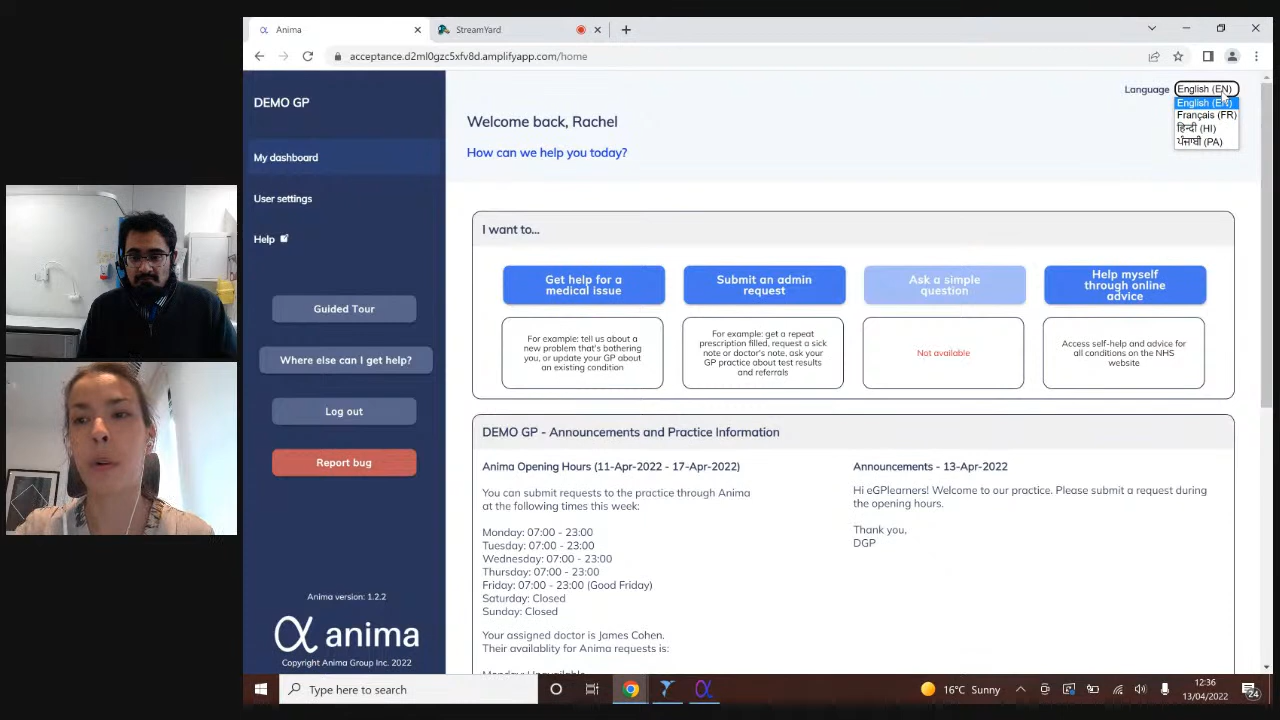 Anima
StreamYard
acceptance.d2ml0gzc5xfv8d.amplifyapp.com/home
DEMO GP
My dashboard
User settings
Help
Guided Tour
Where else can I get help?
Log out
Report bug
Anima version: 1.2.2
anima
Copyright Anima Group Inc. 2022
Language
English (EN)
English (EN)
Français (FR)
हिन्दी (HI)
ਪੰਜਾਬੀ (PA)
Welcome back, Rachel
How can we help you today?
I want to...
Get help for a
medical issue
Submit an admin
request
Ask a simple
question
Help myself
through online
advice
For example: tell us about a
new problem that's bothering
you, or update your GP about
an existing condition
For example: get a repeat
prescription filled, request a sick
note or doctor's note, ask your
GP practice about test results
and referrals
Not available
Access self-help and advice for
all conditions on the NHS
website
DEMO GP - Announcements and Practice Information
Anima Opening Hours (11-Apr-2022 - 17-Apr-2022)
You can submit requests to the practice through Anima
at the following times this week:
Monday: 07:00 - 23:00
Tuesday: 07:00 - 23:00
Wednesday: 07:00 - 23:00
Thursday: 07:00 - 23:00
Friday: 07:00 - 23:00 (Good Friday)
Saturday: Closed
Sunday: Closed
Your assigned doctor is James Cohen.
Their availablity for Anima requests is:
Announcements - 13-Apr-2022
Hi eGPlearners! Welcome to our practice. Please submit a request during
the opening hours.
Thank you,
DGP
Type here to search
16°C Sunny
12:36
13/04/2022
24